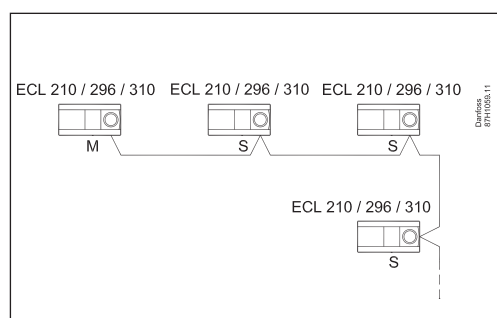 ECL 210 / 296 / 310 ECL 210 / 296 / 310 ECL 210 / 296 / 310
M S S
ECL 210 / 296 / 310
S
Danfoss
87H1059.11